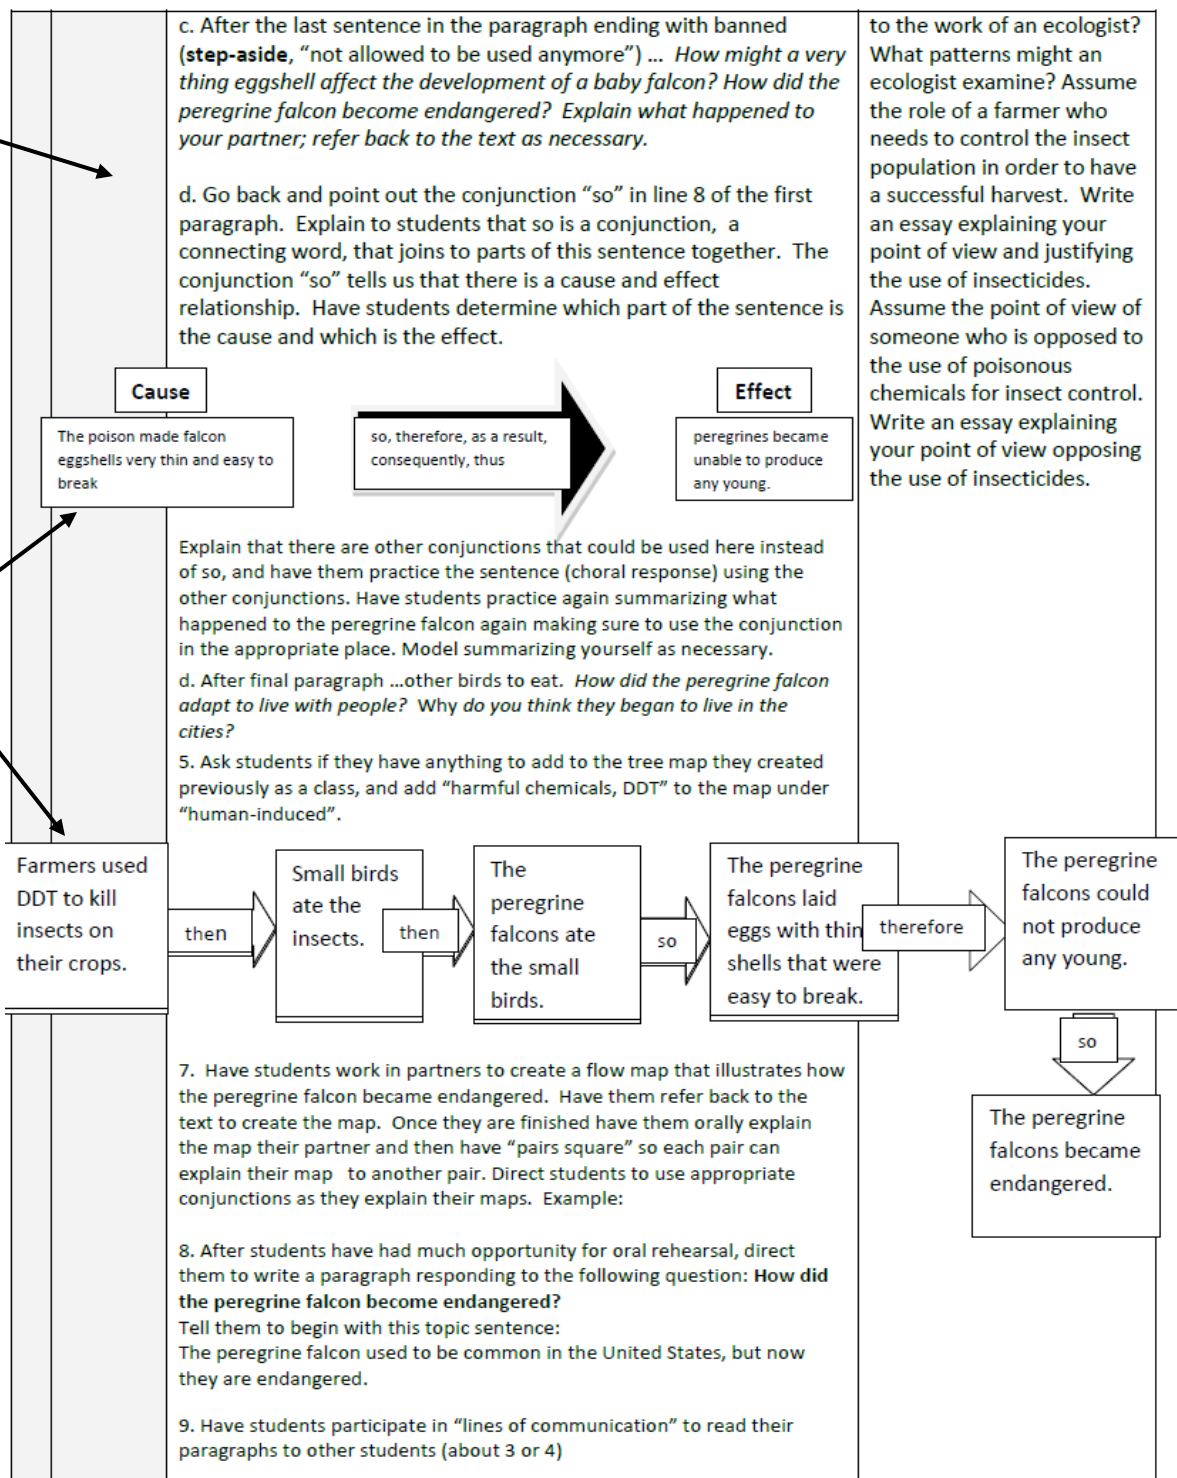 c. After the last sentence in the paragraph ending with banned
(step-aside, “not allowed to be used anymore”) ... How might a very
thing eggshell affect the development of a baby falcon? How did the
peregrine falcon become endangered?  Explain what happened to
your partner; refer back to the text as necessary.
d. Go back and point out the conjunction “so” in line 8 of the first
paragraph.  Explain to students that so is a conjunction,  a
connecting word, that joins to parts of this sentence together.  The
conjunction “so” tells us that there is a cause and effect
relationship.  Have students determine which part of the sentence is
the cause and which is the effect.
to the work of an ecologist?
What patterns might an
ecologist examine? Assume
the role of a farmer who
needs to control the insect
population in order to have
a successful harvest.  Write
an essay explaining your
point of view and justifying
the use of insecticides.
Assume the point of view of
someone who is opposed to
the use of poisonous
chemicals for insect control.
Write an essay explaining
your point of view opposing
the use of insecticides.
Cause
The poison made falcon
eggshells very thin and easy to
break
so, therefore, as a result,
consequently, thus
Effect
peregrines became
unable to produce
any young.
Explain that there are other conjunctions that could be used here instead
of so, and have them practice the sentence (choral response) using the
other conjunctions. Have students practice again summarizing what
happened to the peregrine falcon again making sure to use the conjunction
in the appropriate place. Model summarizing yourself as necessary.
d. After final paragraph ...other birds to eat.  How did the peregrine falcon
adapt to live with people?  Why do you think they began to live in the
cities?
5. Ask students if they have anything to add to the tree map they created
previously as a class, and add “harmful chemicals, DDT” to the map under
“human-induced”.
Farmers used
DDT to kill
insects on
their crops.
then
Small birds
ate the
insects.
then
The
peregrine
falcons ate
the small
birds.
so
The peregrine
falcons laid
eggs with thin
shells that were
easy to break.
therefore
The peregrine
falcons could
not produce
any young.
so
The peregrine
falcons became
endangered.
7.  Have students work in partners to create a flow map that illustrates how
the peregrine falcon became endangered.  Have them refer back to the
text to create the map.  Once they are finished have them orally explain
the map their partner and then have “pairs square” so each pair can
explain their map   to another pair. Direct students to use appropriate
conjunctions as they explain their maps.  Example:
8. After students have had much opportunity for oral rehearsal, direct
them to write a paragraph responding to the following question: How did
the peregrine falcon become endangered?
Tell them to begin with this topic sentence:
The peregrine falcon used to be common in the United States, but now
they are endangered.
9. Have students participate in “lines of communication” to read their
paragraphs to other students (about 3 or 4)